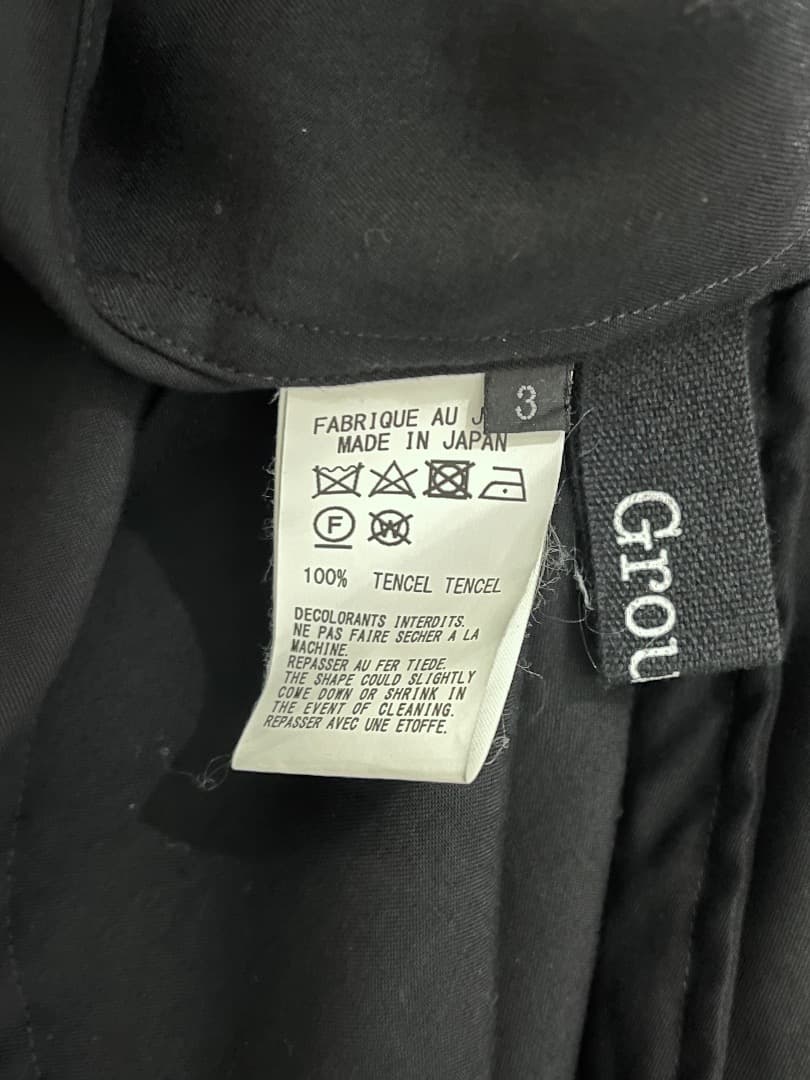 3
FABRIQUE AU J
MADE IN JAPAN
F
W
100% TENCEL TENCEL
DECOLORANTS INTERDITS.
NE PAS FAIRE SECHER A LA
MACHINE.
REPASSER AU FER TIEDE.
THE SHAPE COULD SLIGHTLY
COME DOWN OR SHRINK IN
THE EVENT OF CLEANING.
REPASSER AVEC UNE ETOFFE.
Grou